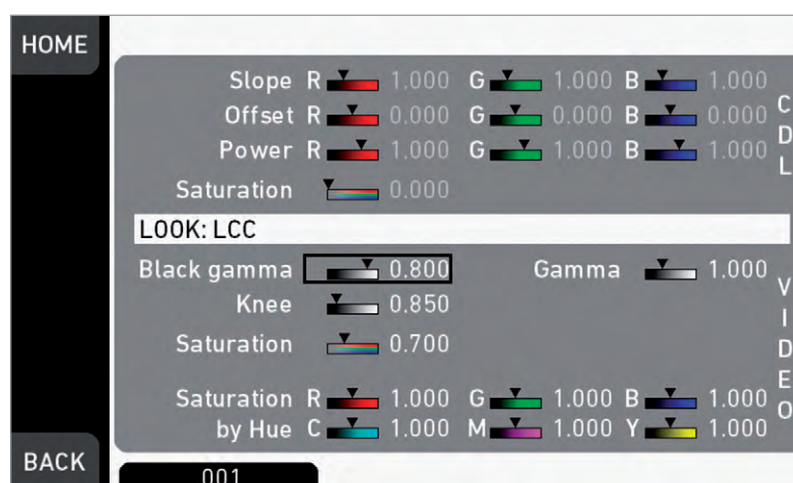 HOME
Slope R 1.000 G 1.000 B 1.000
Offset R 0.000 G 0.000 B 0.000
Power R 1.000 G 1.000 B 1.000
Saturation 0.000
CDL
LOOK: LCC
Black gamma 0.800 Gamma 1.000
Knee 0.850
Saturation 0.700
Saturation R 1.000 G 1.000 B 1.000
by Hue C 1.000 M 1.000 Y 1.000
VIDEO
BACK
001